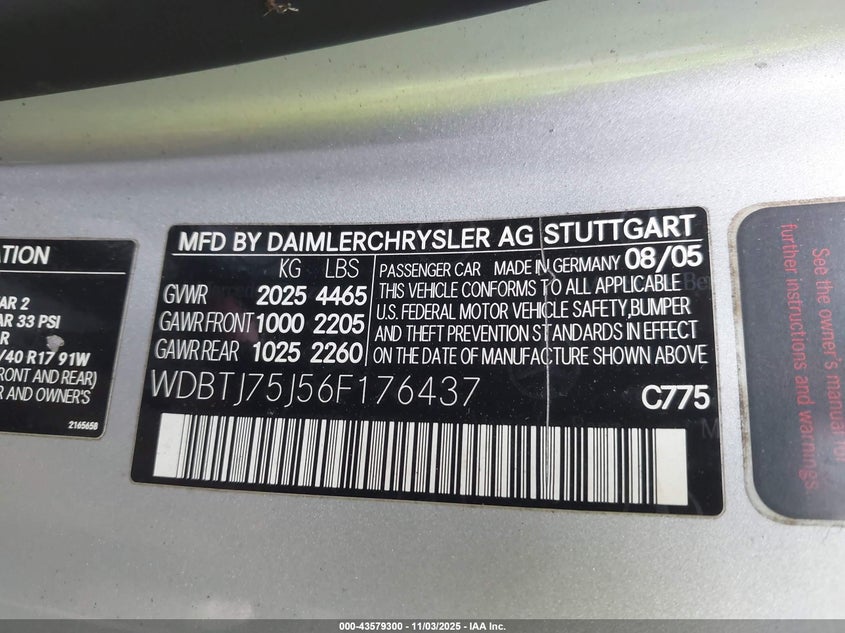 MFD BY DAIMLERCHRYSLER AG STUTTGART
KG LBS
GVWR 2025 4465
GAWR FRONT 1000 2205
GAWR REAR 1025 2260
PASSENGER CAR MADE IN GERMANY 08/05
THIS VEHICLE CONFORMS TO ALL APPLICABLE
U.S. FEDERAL MOTOR VEHICLE SAFETY,BUMPER
AND THEFT PREVENTION STANDARDS IN EFFECT
ON THE DATE OF MANUFACTURE SHOWN ABOVE
WDBTJ75J56F176437
C775
AR 33 PSI
/40 R17 91W
FRONT AND REAR)
AND OWNER'S
2165658
See the owner's manual for
further instructions and warnings.
000-43579300 - 11/03/2025 - IAA Inc.